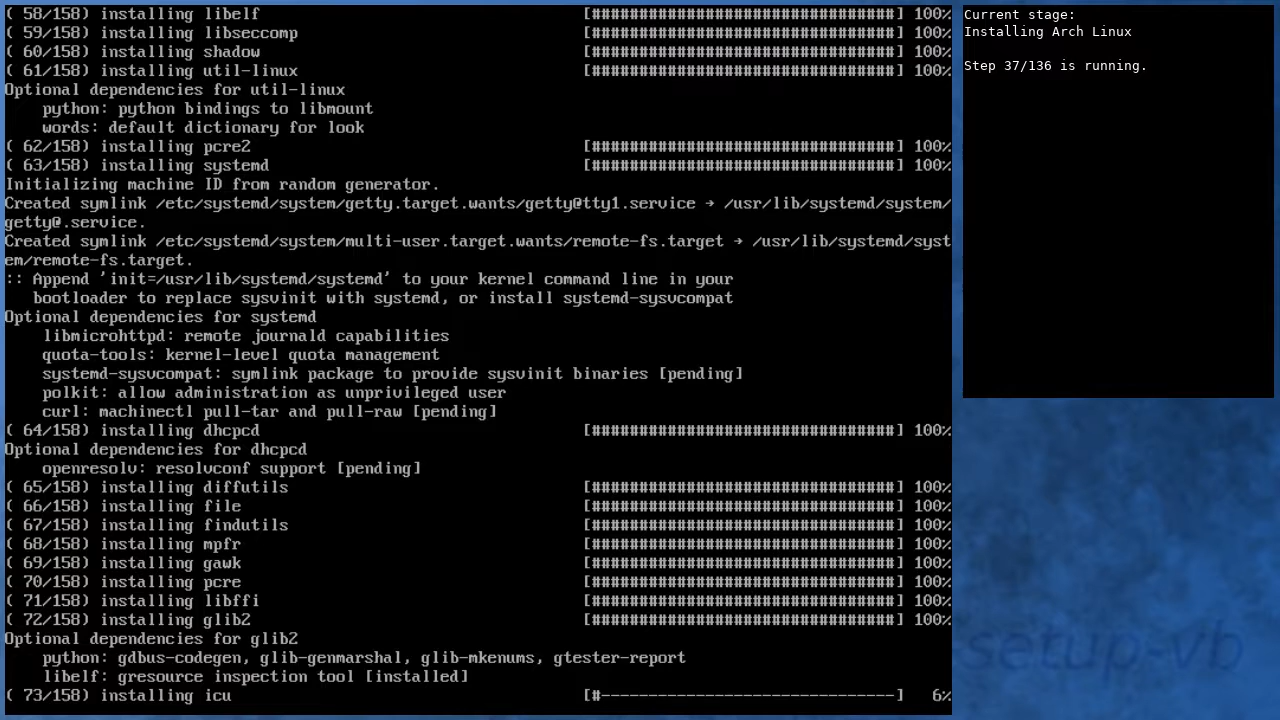 ( 58/158) installing libelf [################################] 100%
( 59/158) installing libseccomp [################################] 100%
( 60/158) installing shadow [################################] 100%
( 61/158) installing util-linux [################################] 100%
Optional dependencies for util-linux
    python: python bindings to libmount
    words: default dictionary for look
( 62/158) installing pcre2 [################################] 100%
( 63/158) installing systemd [################################] 100%
Initializing machine ID from random generator.
Created symlink /etc/systemd/system/getty.target.wants/getty@tty1.service → /usr/lib/systemd/system/
getty@.service.
Created symlink /etc/systemd/system/multi-user.target.wants/remote-fs.target → /usr/lib/systemd/syst
em/remote-fs.target.
:: Append 'init=/usr/lib/systemd/systemd' to your kernel command line in your
   bootloader to replace sysvinit with systemd, or install systemd-sysvcompat
Optional dependencies for systemd
    libmicrohttpd: remote journald capabilities
    quota-tools: kernel-level quota management
    systemd-sysvcompat: symlink package to provide sysvinit binaries [pending]
    polkit: allow administration as unprivileged user
    curl: machinectl pull-tar and pull-raw [pending]
( 64/158) installing dhcpcd [################################] 100%
Optional dependencies for dhcpcd
    openresolv: resolvconf support [pending]
( 65/158) installing diffutils [################################] 100%
( 66/158) installing file [################################] 100%
( 67/158) installing findutils [################################] 100%
( 68/158) installing mpfr [################################] 100%
( 69/158) installing gawk [################################] 100%
( 70/158) installing pcre [################################] 100%
( 71/158) installing libffi [################################] 100%
( 72/158) installing glib2 [################################] 100%
Optional dependencies for glib2
    python: gdbus-codegen, glib-genmarshal, glib-mkenums, gtester-report
    libelf: gresource inspection tool [installed]
( 73/158) installing icu [#-------------------------------] 6%
Current stage:
Installing Arch Linux
Step 37/136 is running.
setup-vb